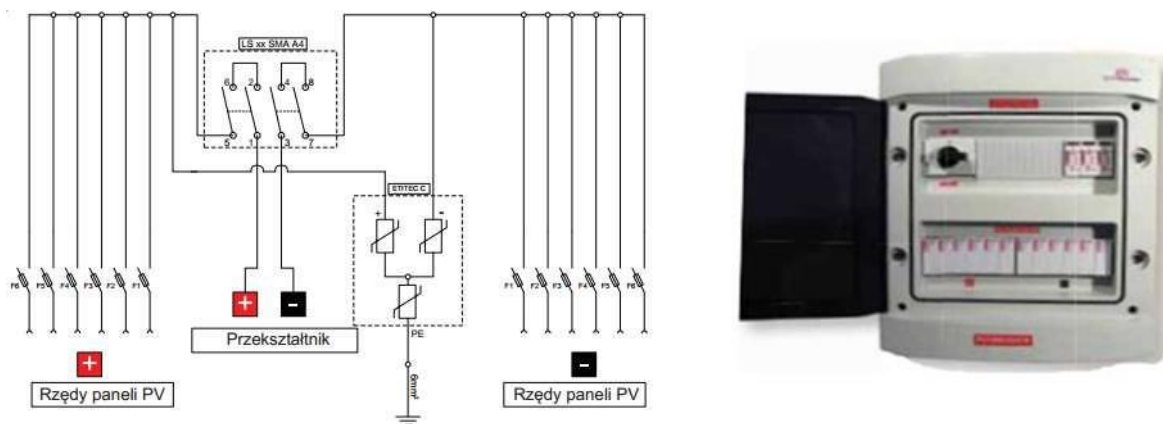 LS xx SMA A4
6 2 4 8
5 1 3 7
ETITEC C
+ -
F6 F5 F4 F3 F2 F1
F1 F2 F3 F4 F5 F6
+ -
Przekształtnik
PE
6mm²
+
Rzędy paneli PV
-
Rzędy paneli PV